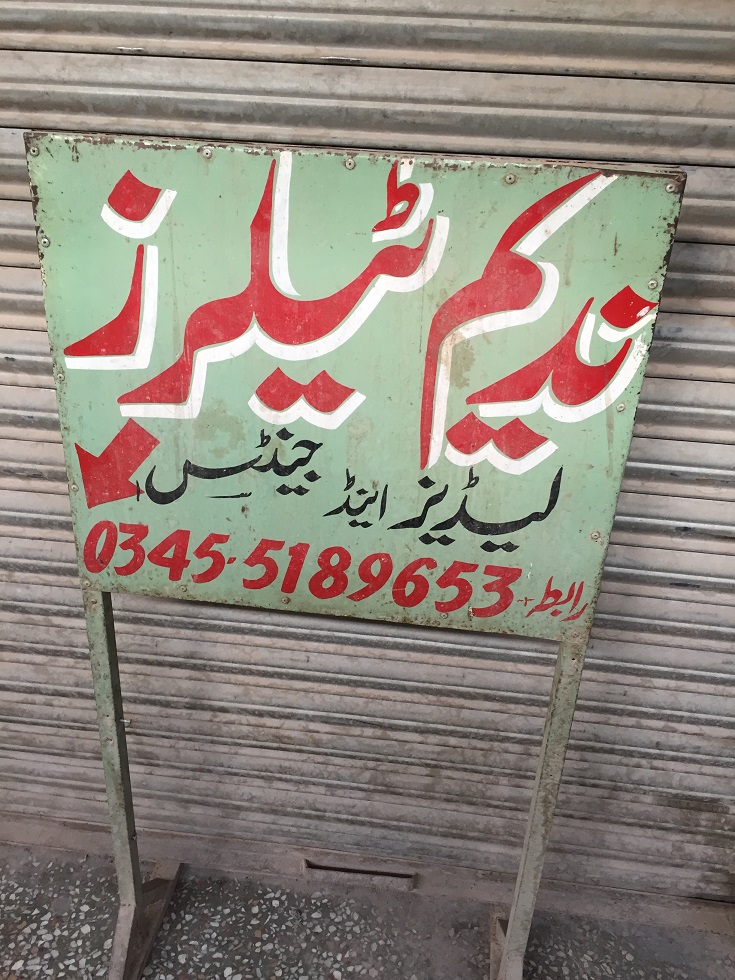 ندیم ٹیلرز
لیڈیز اینڈ جینٹس
رابطہ 0345-5189653